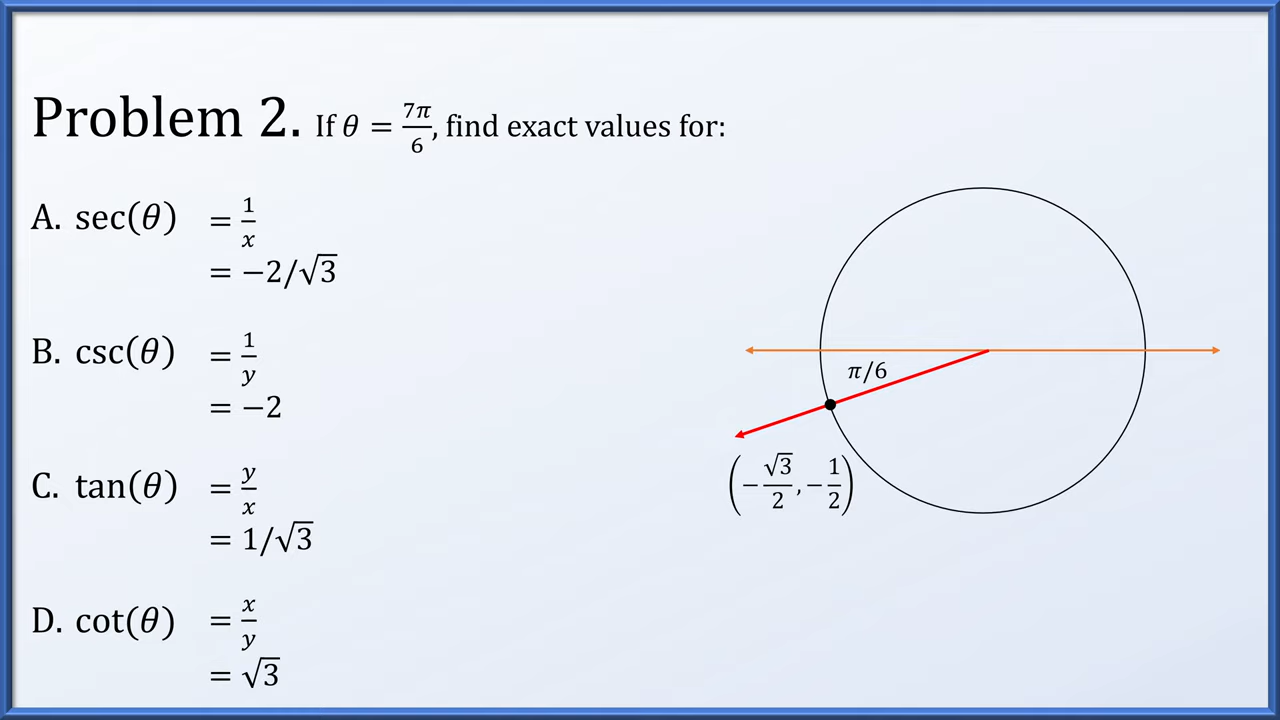 Problem 2. If θ = 7π/6, find exact values for:
A. sec(θ) = 1/x
= −2/√3
B. csc(θ) = 1/y
= −2
C. tan(θ) = y/x
= 1/√3
D. cot(θ) = x/y
= √3
π/6
(−√3/2, −1/2)